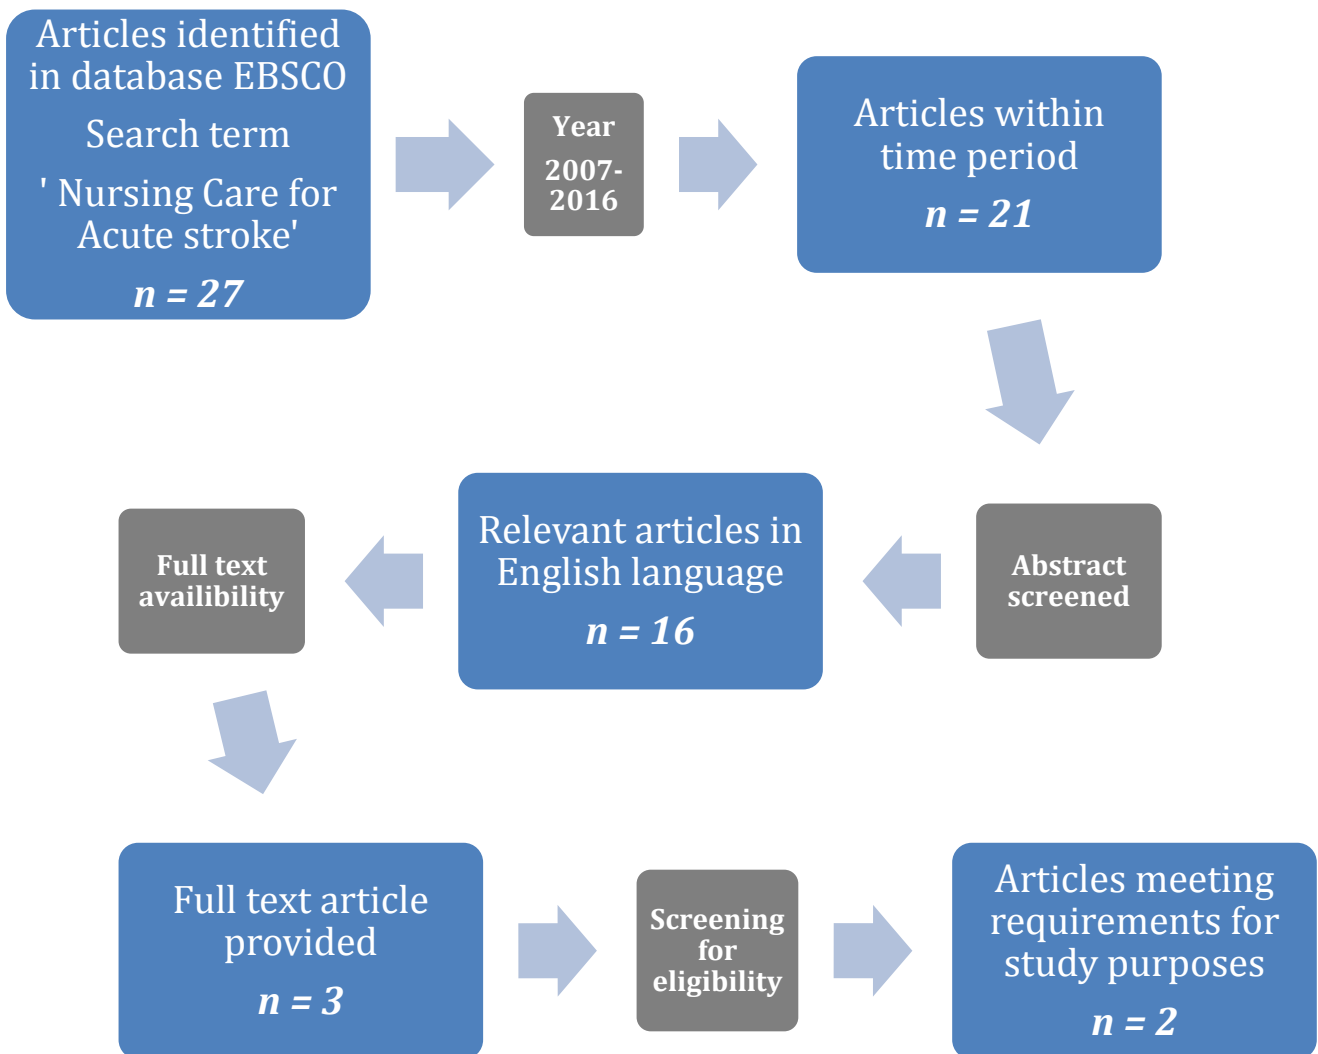 Articles identified
in database EBSCO
Search term
' Nursing Care for
Acute stroke'
n = 27
Year
2007-
2016
Articles within
time period
n = 21
Abstract
screened
Relevant articles in
English language
n = 16
Full text
availibility
Full text article
provided
n = 3
Screening
for
eligibility
Articles meeting
requirements for
study purposes
n = 2